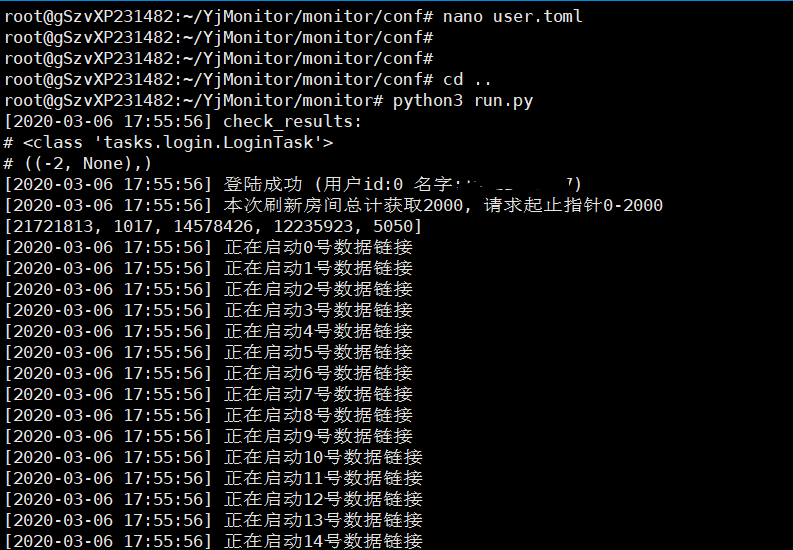 root@gSzvXP231482:~/YjMonitor/monitor/conf# nano user.toml
root@gSzvXP231482:~/YjMonitor/monitor/conf#
root@gSzvXP231482:~/YjMonitor/monitor/conf#
root@gSzvXP231482:~/YjMonitor/monitor/conf# cd ..
root@gSzvXP231482:~/YjMonitor/monitor# python3 run.py
[2020-03-06 17:55:56] check_results:
# <class 'tasks.login.LoginTask'>
# ((-2, None),)
[2020-03-06 17:55:56] 登陆成功 (用户id:0 名字: )
[2020-03-06 17:55:56] 本次刷新房间总计获取2000, 请求起止指针0-2000
[21721813, 1017, 14578426, 12235923, 5050]
[2020-03-06 17:55:56] 正在启动0号数据链接
[2020-03-06 17:55:56] 正在启动1号数据链接
[2020-03-06 17:55:56] 正在启动2号数据链接
[2020-03-06 17:55:56] 正在启动3号数据链接
[2020-03-06 17:55:56] 正在启动4号数据链接
[2020-03-06 17:55:56] 正在启动5号数据链接
[2020-03-06 17:55:56] 正在启动6号数据链接
[2020-03-06 17:55:56] 正在启动7号数据链接
[2020-03-06 17:55:56] 正在启动8号数据链接
[2020-03-06 17:55:56] 正在启动9号数据链接
[2020-03-06 17:55:56] 正在启动10号数据链接
[2020-03-06 17:55:56] 正在启动11号数据链接
[2020-03-06 17:55:56] 正在启动12号数据链接
[2020-03-06 17:55:56] 正在启动13号数据链接
[2020-03-06 17:55:56] 正在启动14号数据链接